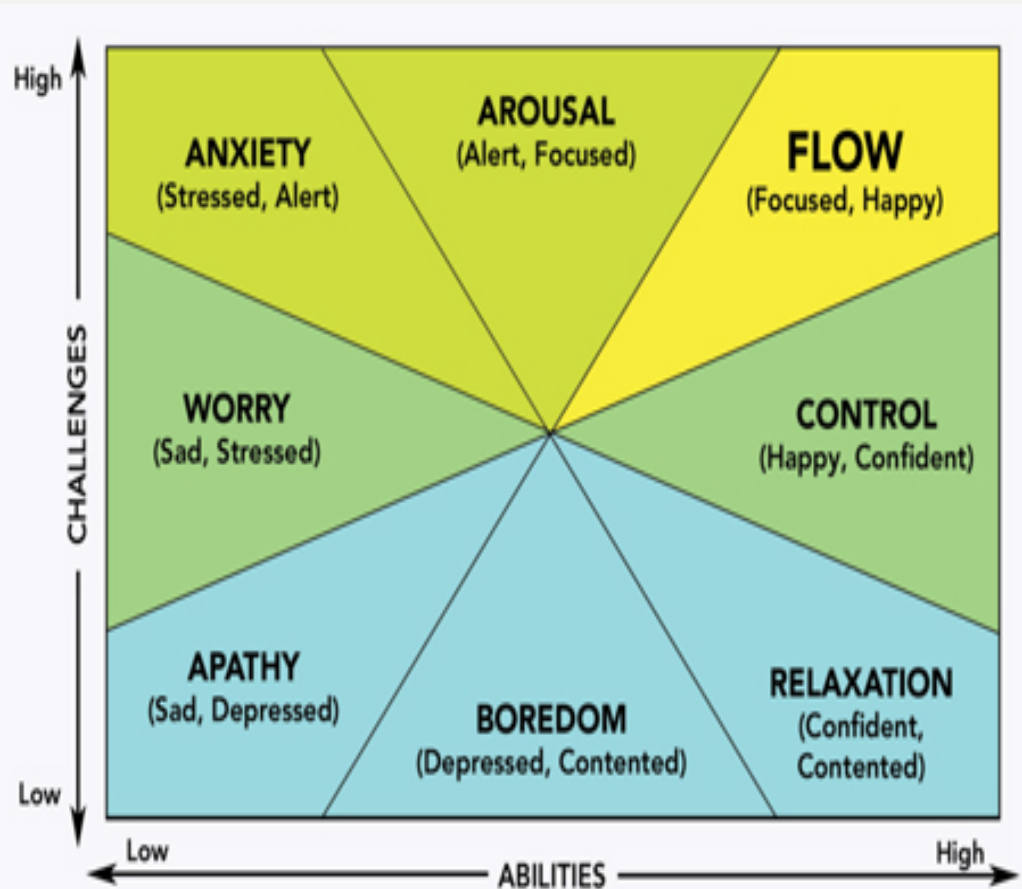 High
ANXIETY
(Stressed, Alert)
AROUSAL
(Alert, Focused)
FLOW
(Focused, Happy)
CHALLENGES
WORRY
(Sad, Stressed)
CONTROL
(Happy, Confident)
APATHY
(Sad, Depressed)
BOREDOM
(Depressed, Contented)
RELAXATION
(Confident,
Contented)
Low
Low
ABILITIES
High